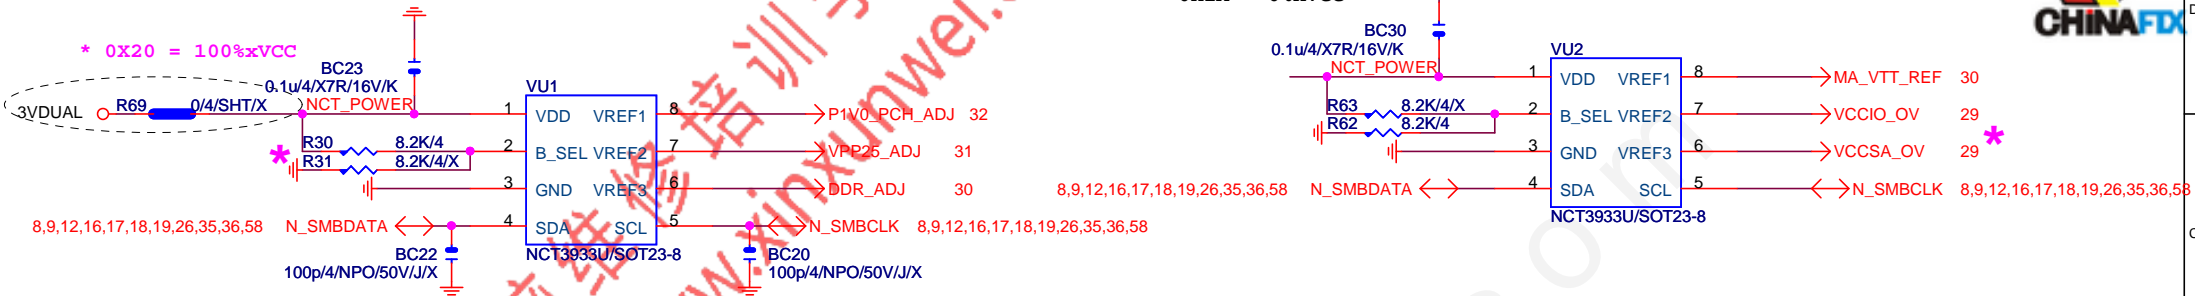 * 0X20 = 100%xVCC
3VDUAL
R69
0/4/SHT/X
BC23
0.1u/4/X7R/16V/K
NCT_POWER
R30
8.2K/4
*
R31
8.2K/4/X
VU1
1 VDD VREF1 8
P1V0_PCH_ADJ 32
2 B_SEL VREF2 7
VPP25_ADJ 31
3 GND VREF3 6
DDR_ADJ 30
8,9,12,16,17,18,19,26,35,36,58 N_SMBDATA
4 SDA SCL 5
N_SMBCLK 8,9,12,16,17,18,19,26,35,36,58
NCT3933U/SOT23-8
BC22
100p/4/NPO/50V/J/X
BC20
100p/4/NPO/50V/J/X
BC30
0.1u/4/X7R/16V/K
NCT_POWER
R63
8.2K/4/X
R62
8.2K/4
VU2
1 VDD VREF1 8
MA_VTT_REF 30
2 B_SEL VREF2 7
VCCIO_OV 29
3 GND VREF3 6
VCCSA_OV 29
*
8,9,12,16,17,18,19,26,35,36,58 N_SMBDATA
4 SDA SCL 5
N_SMBCLK 8,9,12,16,17,18,19,26,35,36,58
NCT3933U/SOT23-8
CHINAFIX
维修培训
www.xinxunwei.c
om